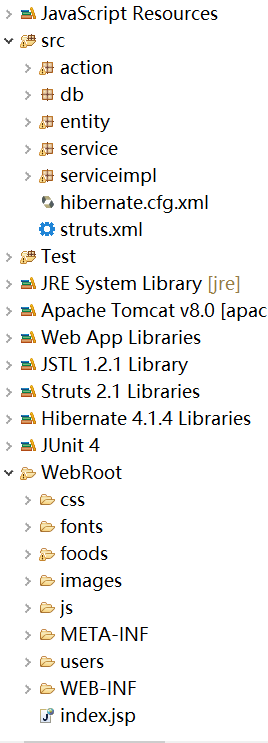 JavaScript Resources
src
action
db
entity
service
serviceimpl
hibernate.cfg.xml
struts.xml
Test
JRE System Library [jre]
Apache Tomcat v8.0 [apac
Web App Libraries
JSTL 1.2.1 Library
Struts 2.1 Libraries
Hibernate 4.1.4 Libraries
JUnit 4
WebRoot
css
fonts
foods
images
js
META-INF
users
WEB-INF
index.jsp